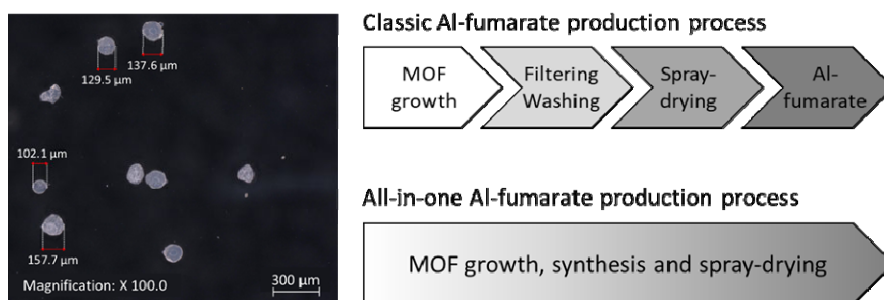 129.5 µm
137.6 µm
102.1 µm
157.7 µm
Magnification: X 100.0
300 µm
Classic Al-fumarate production process
MOF
growth
Filtering
Washing
Spray-
drying
Al-
fumarate
All-in-one Al-fumarate production process
MOF growth, synthesis and spray-drying